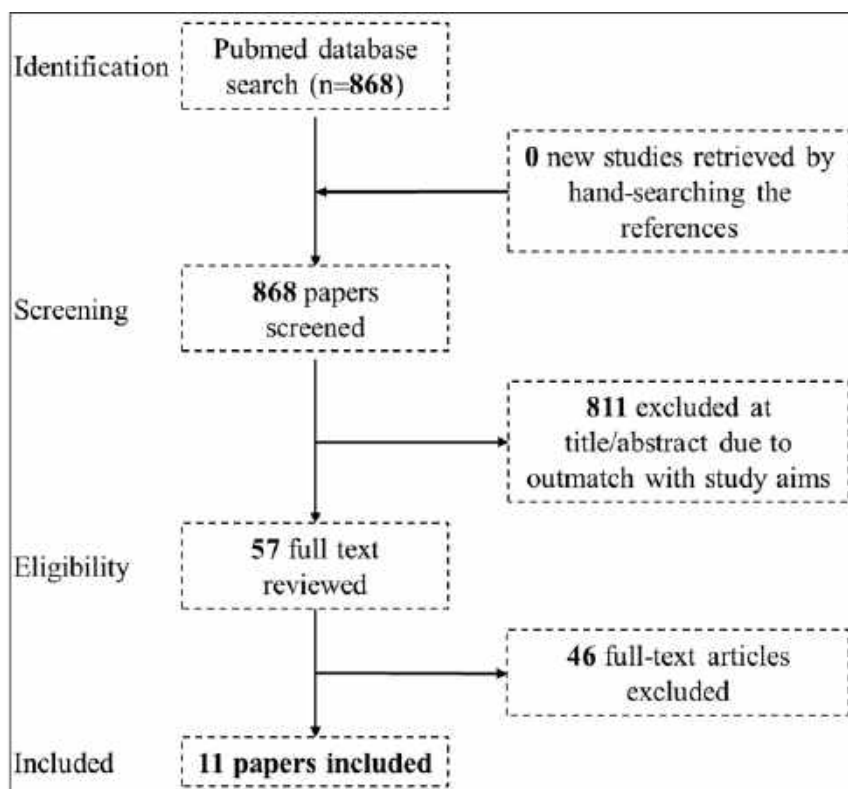 Identification
Pubmed database
search (n=868)
0 new studies retrieved by
hand-searching the
references
Screening
868 papers
screened
811 excluded at
title/abstract due to
outmatch with study aims
Eligibility
57 full text
reviewed
46 full-text articles
excluded
Included
11 papers included